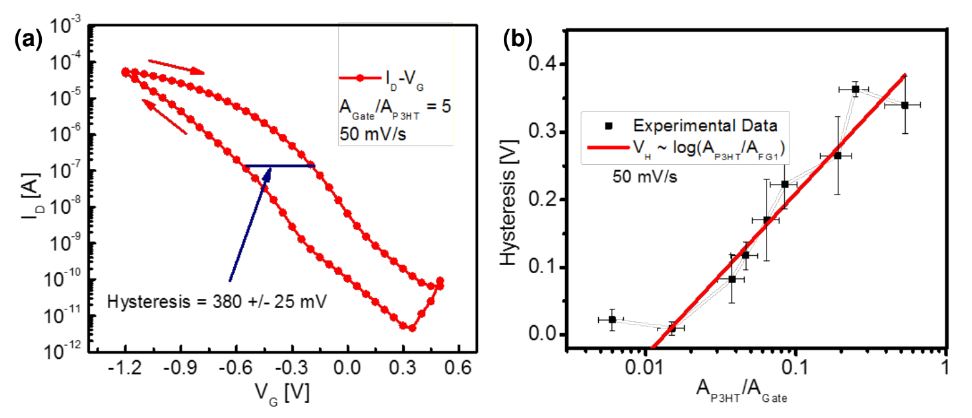 (a)
10⁻³
10⁻⁴
10⁻⁵
10⁻⁶
10⁻⁷
10⁻⁸
10⁻⁹
10⁻¹⁰
10⁻¹¹
10⁻¹²
I_D [A]
I_D-V_G
A_Gate/A_P3HT = 5
50 mV/s
Hysteresis = 380 +/- 25 mV
-1.2 -0.9 -0.6 -0.3 0.0 0.3 0.6
V_G [V]
(b)
0.4
0.3
0.2
0.1
0.0
Hysteresis [V]
Experimental Data
V_H ~ log(A_P3HT/A_FG1)
50 mV/s
0.01 0.1 1
A_P3HT/A_Gate